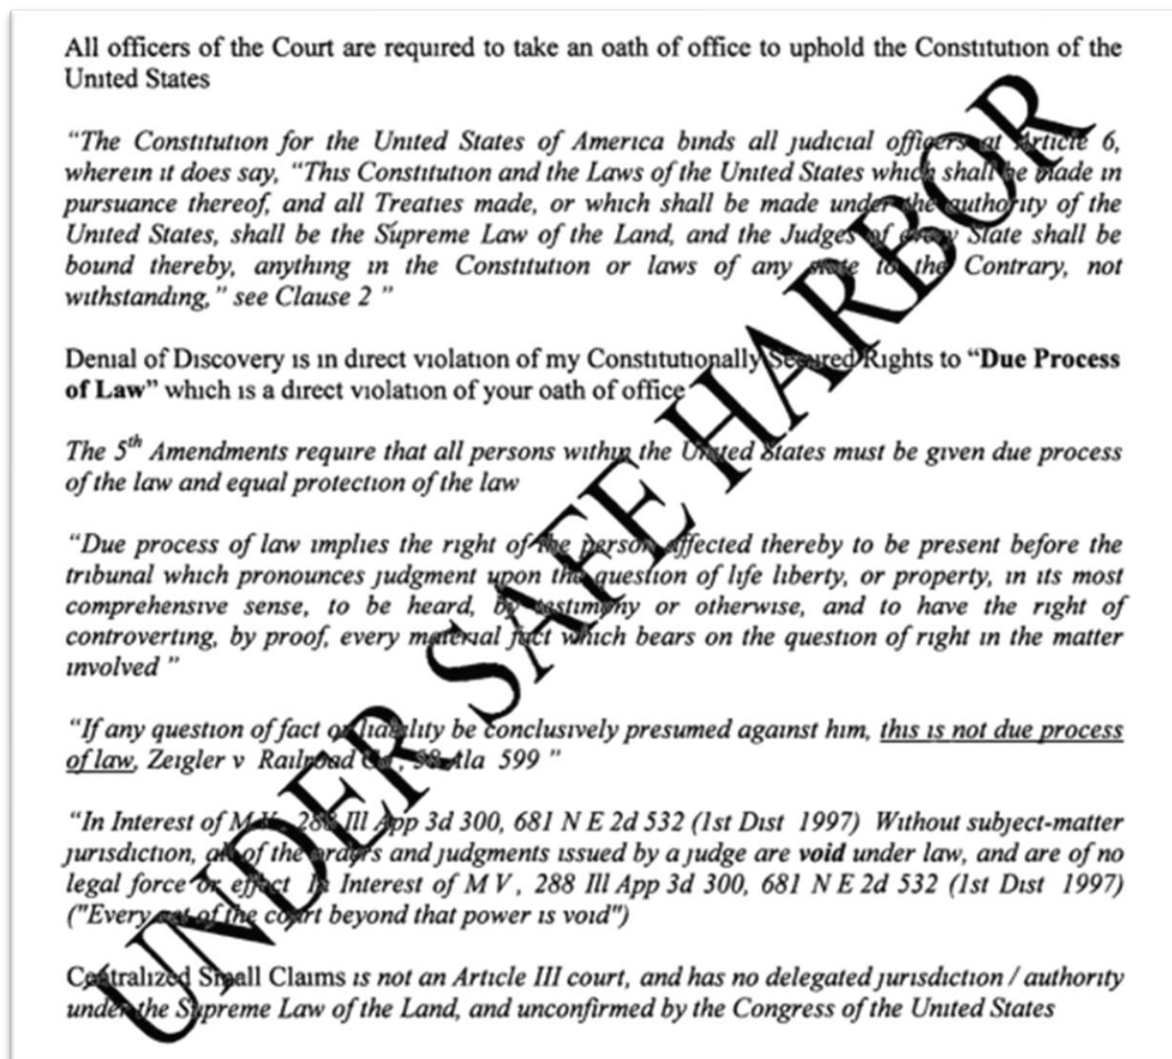 All officers of the Court are required to take an oath of office to uphold the Constitution of the
United States
“The Constitution for the United States of America binds all judicial officers at Article 6,
wherein it does say, “This Constitution and the Laws of the United States which shall be made in
pursuance thereof, and all Treaties made, or which shall be made under the authority of the
United States, shall be the Supreme Law of the Land, and the Judges of every State shall be
bound thereby, anything in the Constitution or laws of any state to the Contrary, not
withstanding,” see Clause 2 ”
Denial of Discovery is in direct violation of my Constitutionally Secured Rights to “Due Process
of Law” which is a direct violation of your oath of office
The 5th Amendments require that all persons within the United States must be given due process
of the law and equal protection of the law
“Due process of law implies the right of the person affected thereby to be present before the
tribunal which pronounces judgment upon the question of life liberty, or property, in its most
comprehensive sense, to be heard, by testimony or otherwise, and to have the right of
controverting, by proof, every material fact which bears on the question of right in the matter
involved ”
“If any question of fact or liability be conclusively presumed against him, this is not due process
of law, Zeigler v Railroad Co, 58 Ala 599 ”
“In Interest of M V, 288 Ill App 3d 300, 681 N E 2d 532 (1st Dist 1997) Without subject-matter
jurisdiction, all of the orders and judgments issued by a judge are void under law, and are of no
legal force or effect In Interest of M V, 288 Ill App 3d 300, 681 N E 2d 532 (1st Dist 1997)
("Every act of the court beyond that power is void")
Centralized Small Claims is not an Article III court, and has no delegated jurisdiction / authority
under the Supreme Law of the Land, and unconfirmed by the Congress of the United States
UNDER SAFE HARBOR